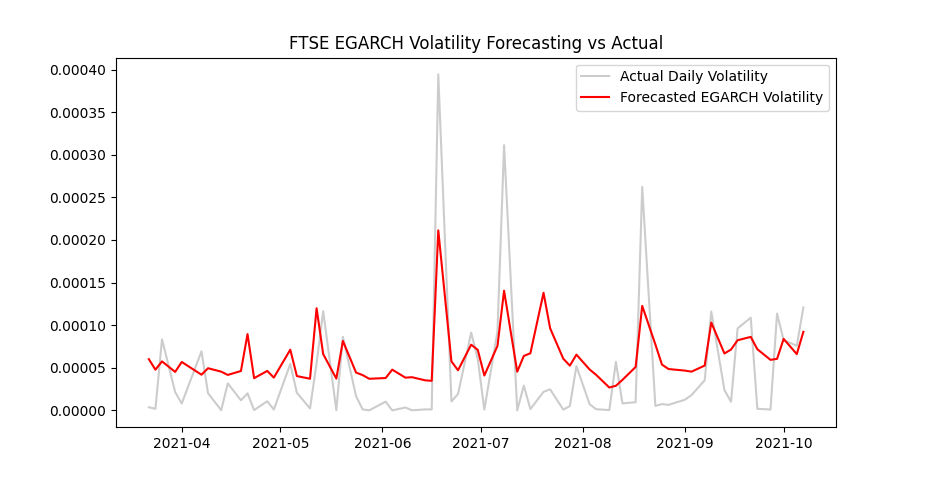 FTSE EGARCH Volatility Forecasting vs Actual
Actual Daily Volatility
Forecasted EGARCH Volatility
0.00040
0.00035
0.00030
0.00025
0.00020
0.00015
0.00010
0.00005
0.00000
2021-04 2021-05 2021-06 2021-07 2021-08 2021-09 2021-10